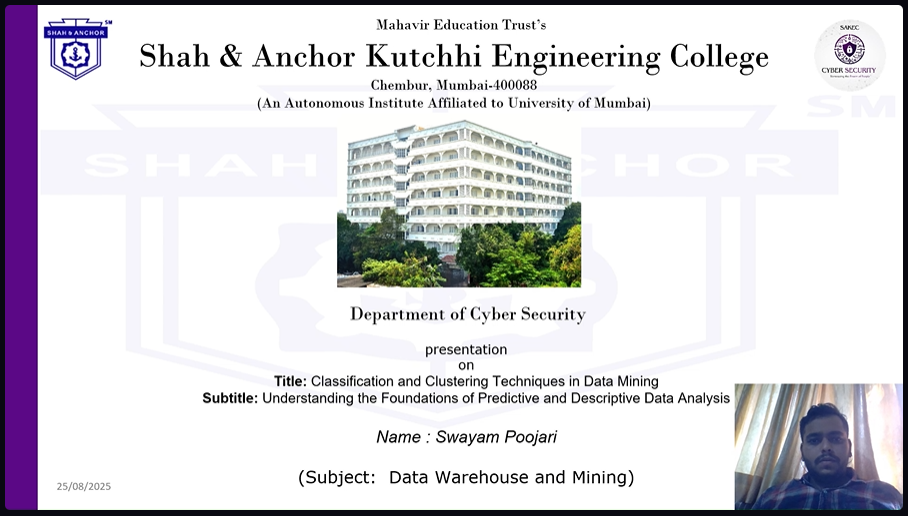 Mahavir Education Trust's
SHAH & ANCHOR
SM
Shah & Anchor Kutchhi Engineering College
SAKEC
CYBER SECURITY
Chembur, Mumbai-400088
(An Autonomous Institute Affiliated to University of Mumbai)
SM
SHAH & ANCHOR
Department of Cyber Security
presentation
on
Title: Classification and Clustering Techniques in Data Mining
Subtitle: Understanding the Foundations of Predictive and Descriptive Data Analysis
Name : Swayam Poojari
(Subject: Data Warehouse and Mining)
25/08/2025